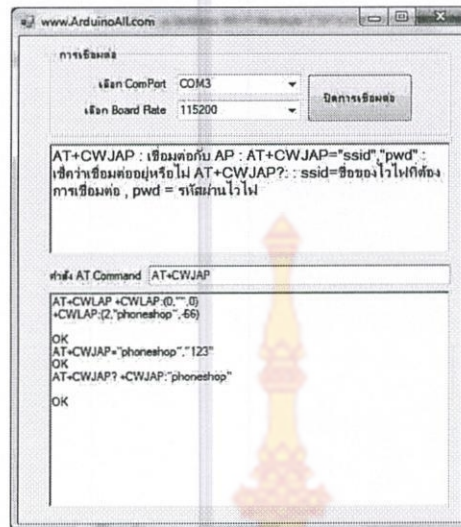 www.ArduinoAll.com
การเชื่อมต่อ
เลือก ComPort COM3
เลือก Board Rate 115200
ปิดการเชื่อมต่อ
AT+CWJAP : เชื่อมต่อกับ AP : AT+CWJAP="ssid","pwd" :
เช็คว่าเชื่อมต่ออยู่หรือไม่ AT+CWJAP?: : ssid=ชื่อของไวไฟที่ต้อง
การเชื่อมต่อ , pwd = รหัสผ่านไวไฟ
คำสั่ง AT Command AT+CWJAP
AT+CWLAP +CWLAP:(0,"",0)
+CWLAP:(2,"phoneshop",-66)
OK
AT+CWJAP="phoneshop","123"
OK
AT+CWJAP? +CWJAP:"phoneshop"
OK